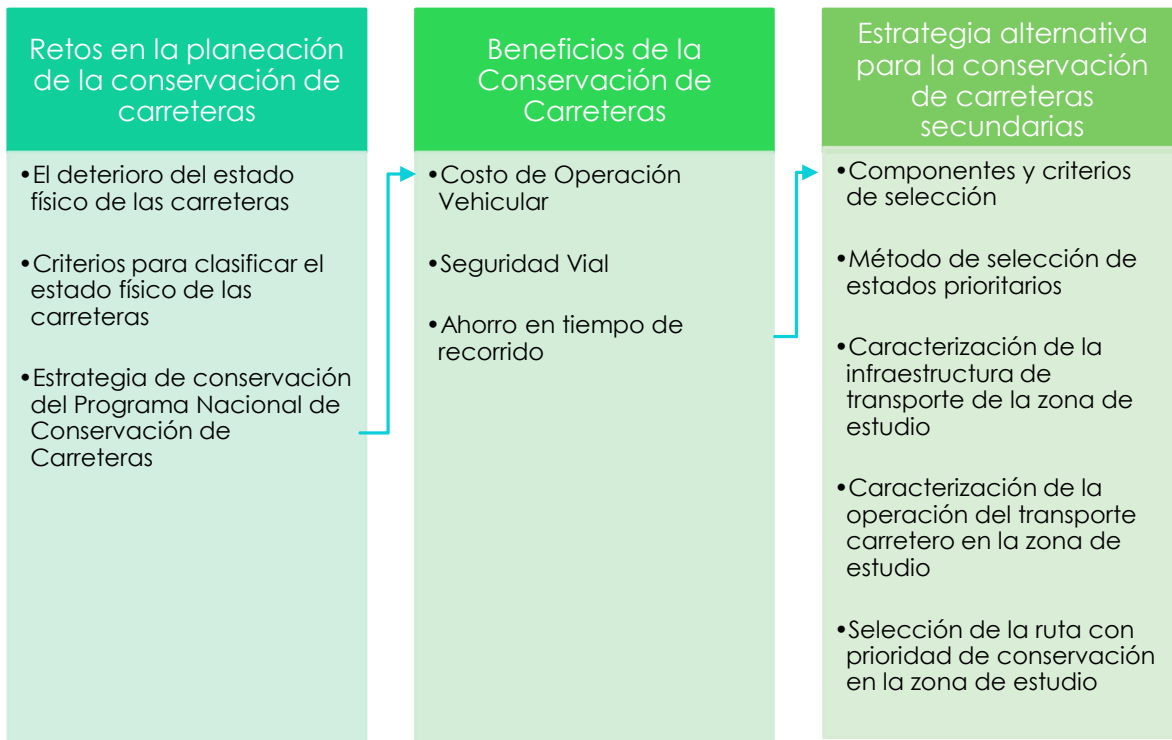 Retos en la planeación
de la conservación de
carreteras
•El deterioro del estado
físico de las carreteras
•Criterios para clasificar el
estado físico de las
carreteras
•Estrategia de conservación
del Programa Nacional de
Conservación de
Carreteras
Beneficios de la
Conservación de
Carreteras
•Costo de Operación
Vehicular
•Seguridad Vial
•Ahorro en tiempo de
recorrido
Estrategia alternativa
para la conservación
de carreteras
secundarias
•Componentes y criterios
de selección
•Método de selección de
estados prioritarios
•Caracterización de la
infraestructura de
transporte de la zona de
estudio
•Caracterización de la
operación del transporte
carretero en la zona de
estudio
•Selección de la ruta con
prioridad de conservación
en la zona de estudio